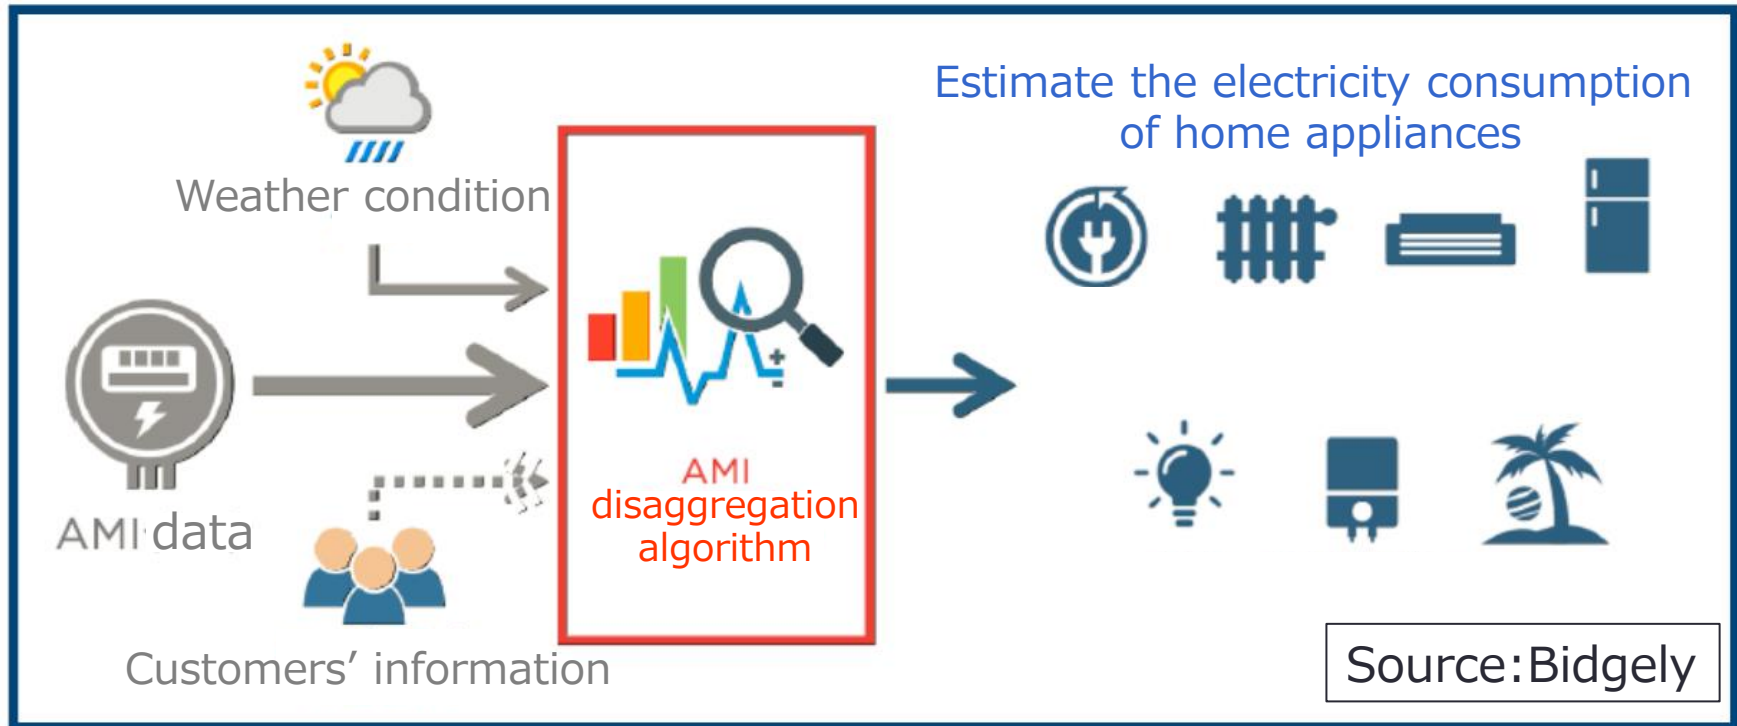 Estimate the electricity consumption
of home appliances
Weather condition
AMI data
AMI
disaggregation
algorithm
Customers’ information
Source:Bidgely